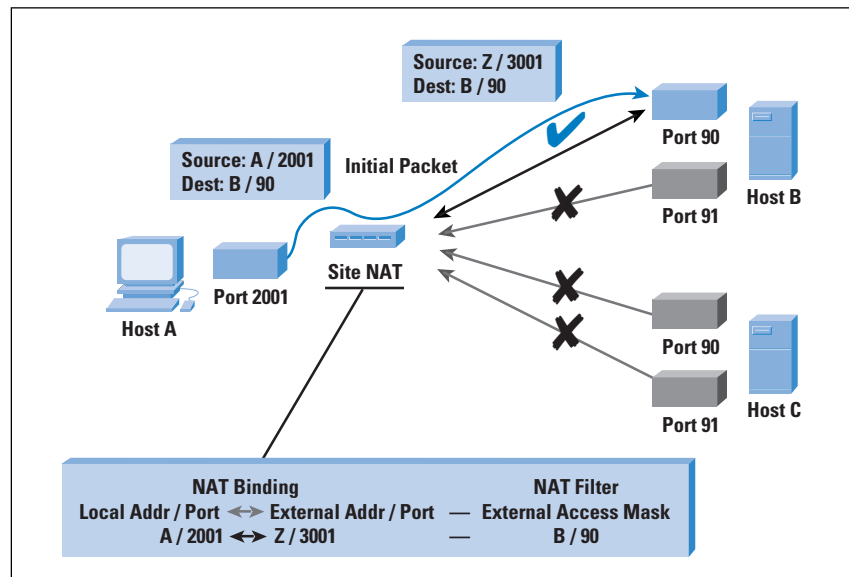 Source: Z / 3001
Dest: B / 90
Port 90
Source: A / 2001
Dest: B / 90
Initial Packet
Host B
Port 91
Site NAT
Port 2001
Host A
Port 90
Host C
Port 91
NAT Binding NAT Filter
Local Addr / Port External Addr / Port — External Access Mask
A / 2001 Z / 3001 — B / 90